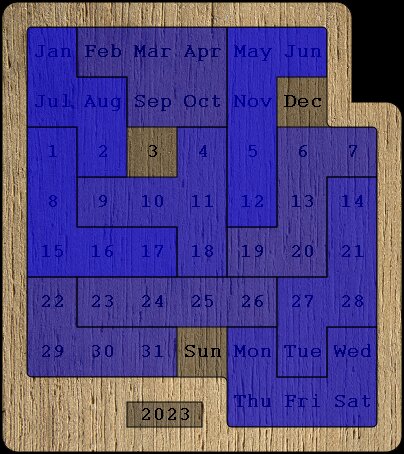 Jan Feb Mar Apr May Jun
Jul Aug Sep Oct Nov Dec
1 2 3 4 5 6 7
8 9 10 11 12 13 14
15 16 17 18 19 20 21
22 23 24 25 26 27 28
29 30 31 Sun Mon Tue Wed
Thu Fri Sat
2023